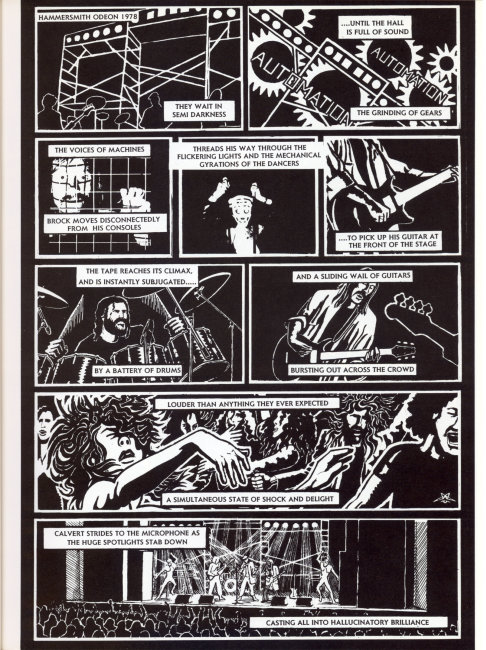 HAMMERSMITH ODEON 1978
THEY WAIT IN
SEMI DARKNESS
....UNTIL THE HALL
IS FULL OF SOUND
AUTOMATION
AUTOMATION
AUTOMATION
THE GRINDING OF GEARS
THE VOICES OF MACHINES
BROCK MOVES DISCONNECTEDLY
FROM HIS CONSOLES
THREADS HIS WAY THROUGH THE
FLICKERING LIGHTS AND THE MECHANICAL
GYRATIONS OF THE DANCERS
....TO PICK UP HIS GUITAR AT
THE FRONT OF THE STAGE
THE TAPE REACHES ITS CLIMAX,
AND IS INSTANTLY SUBJUGATED.....
BY A BATTERY OF DRUMS
AND A SLIDING WAIL OF GUITARS
BURSTING OUT ACROSS THE CROWD
LOUDER THAN ANYTHING THEY EVER EXPECTED
A SIMULTANEOUS STATE OF SHOCK AND DELIGHT
CALVERT STRIDES TO THE MICROPHONE AS
THE HUGE SPOTLIGHTS STAB DOWN
CASTING ALL INTO HALLUCINATORY BRILLIANCE